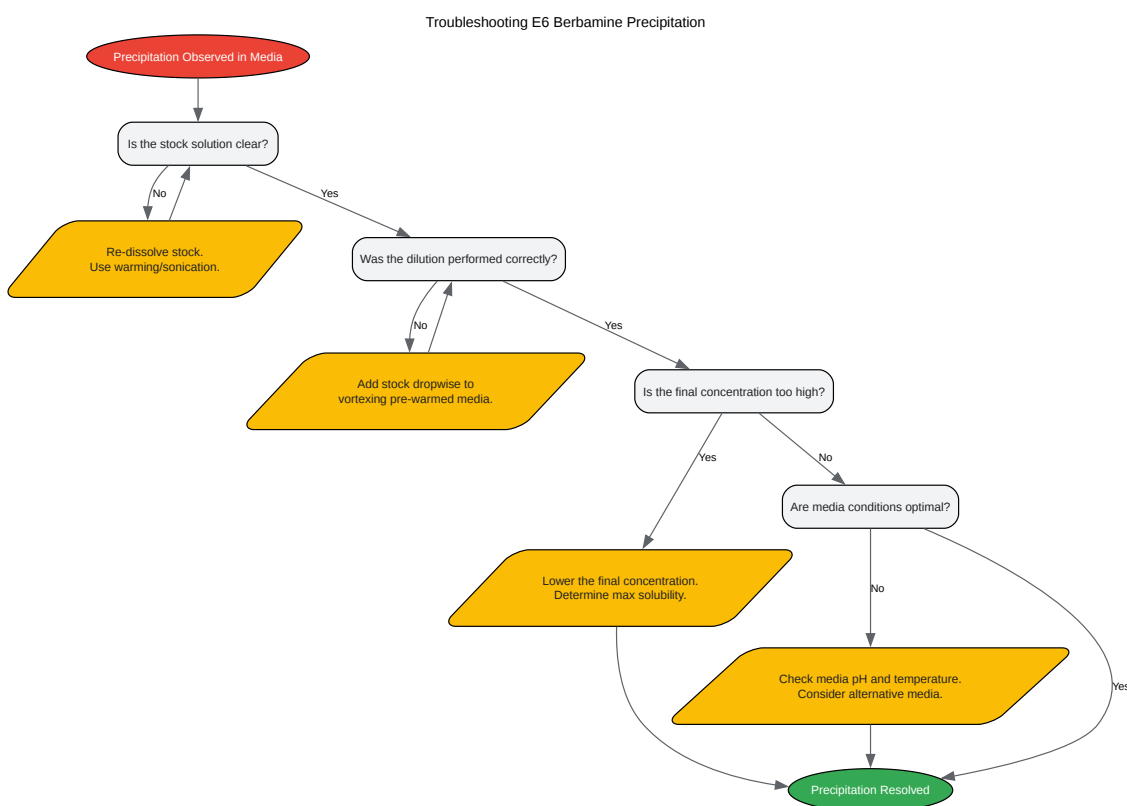 Troubleshooting E6 Berbamine Precipitation
Precipitation Observed in Media
Is the stock solution clear?
No
Yes
Re-dissolve stock.
Use warming/sonication.
Was the dilution performed correctly?
No
Yes
Add stock dropwise to
vortexing pre-warmed media.
Is the final concentration too high?
Yes
No
Are media conditions optimal?
Lower the final concentration.
Determine max solubility.
No
Check media pH and temperature.
Consider alternative media.
Yes
Precipitation Resolved